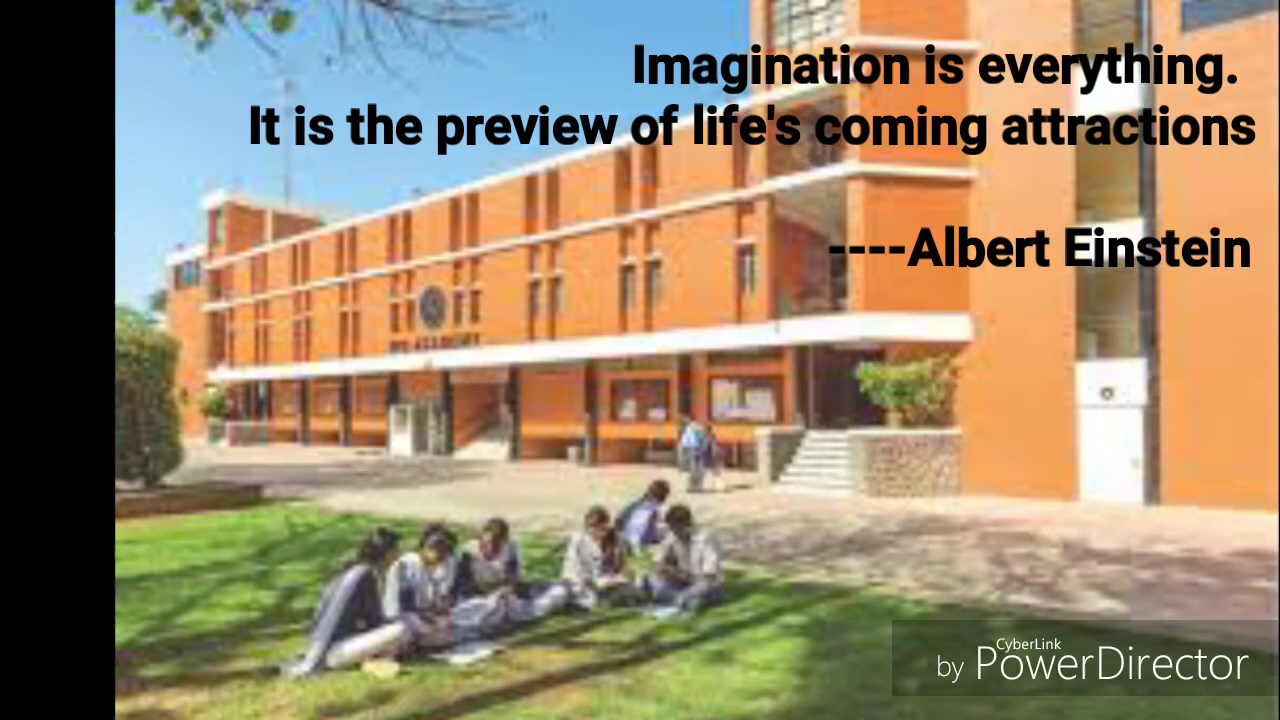 Imagination is everything.
It is the preview of life's coming attractions
----Albert Einstein
CyberLink
by PowerDirector